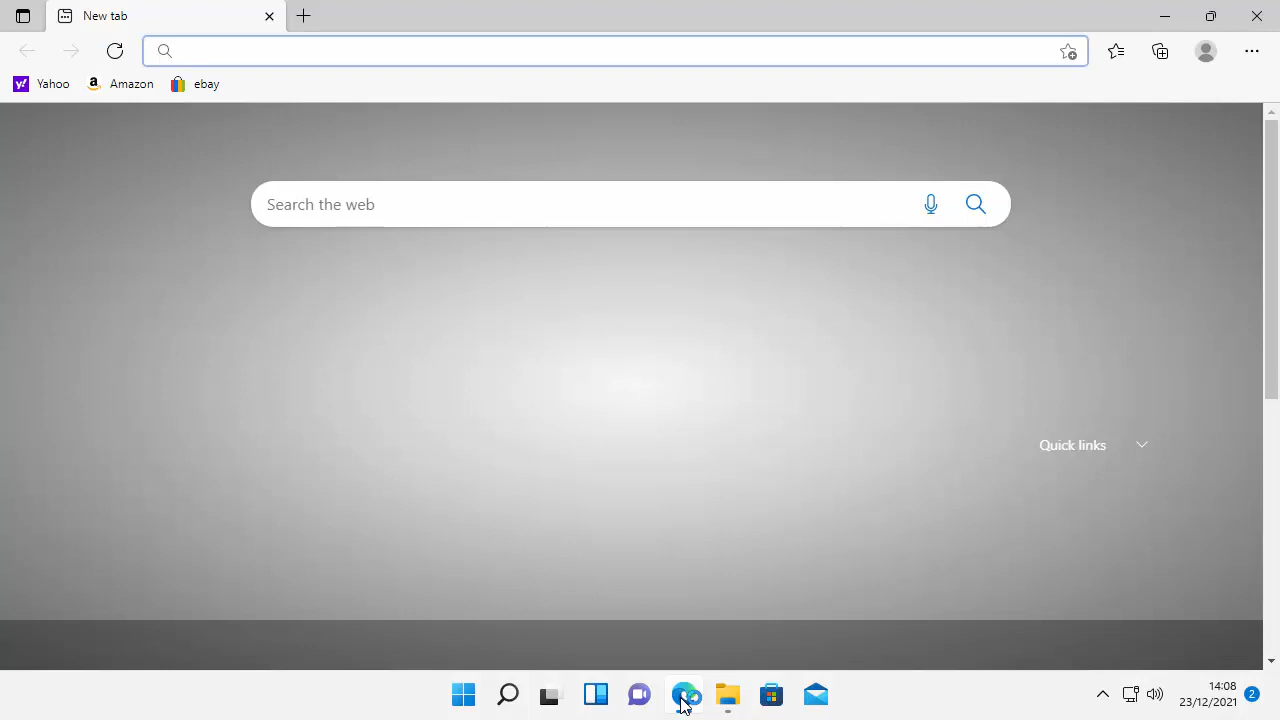 New tab
Yahoo
Amazon
ebay
Search the web
Quick links
14:08
23/12/2021
2